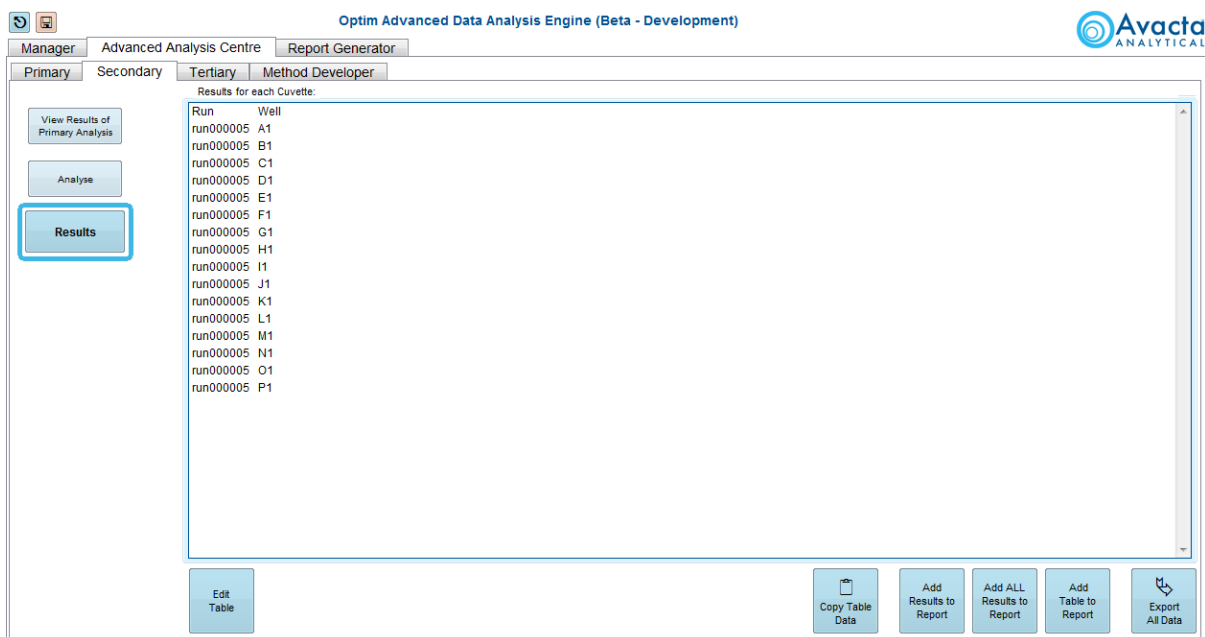 Optim Advanced Data Analysis Engine (Beta - Development)
Avacta
ANALYTICAL
Manager Advanced Analysis Centre Report Generator
Primary Secondary Tertiary Method Developer
Results for each Cuvette:
View Results of
Primary Analysis
Analyse
Results
Run Well
run000005 A1
run000005 B1
run000005 C1
run000005 D1
run000005 E1
run000005 F1
run000005 G1
run000005 H1
run000005 I1
run000005 J1
run000005 K1
run000005 L1
run000005 M1
run000005 N1
run000005 O1
run000005 P1
Edit
Table
Copy Table
Data
Add
Results to
Report
Add ALL
Results to
Report
Add
Table to
Report
Export
All Data